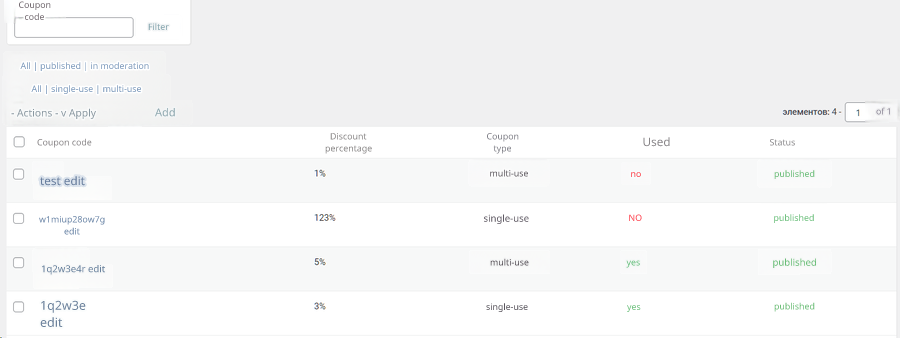 Coupon
code
Filter
All | published | in moderation
All | single-use | multi-use
- Actions - v Apply Add
элементов: 4 - 1 of 1
Coupon code Discount percentage Coupon type Used Status
test edit 1% multi-use no published
w1miup28ow7g edit 123% single-use NO published
1q2w3e4r edit 5% multi-use yes published
1q2w3e edit 3% single-use yes published